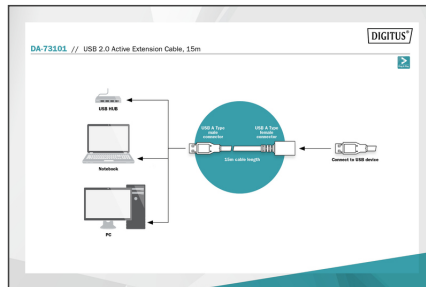 DIGITUS®
DA-73101 // USB 2.0 Active Extension Cable, 15m
USB HUB
USB A Type
male
connector
USB A Type
female
connector
15m cable length
Notebook
Connect to USB device
PC